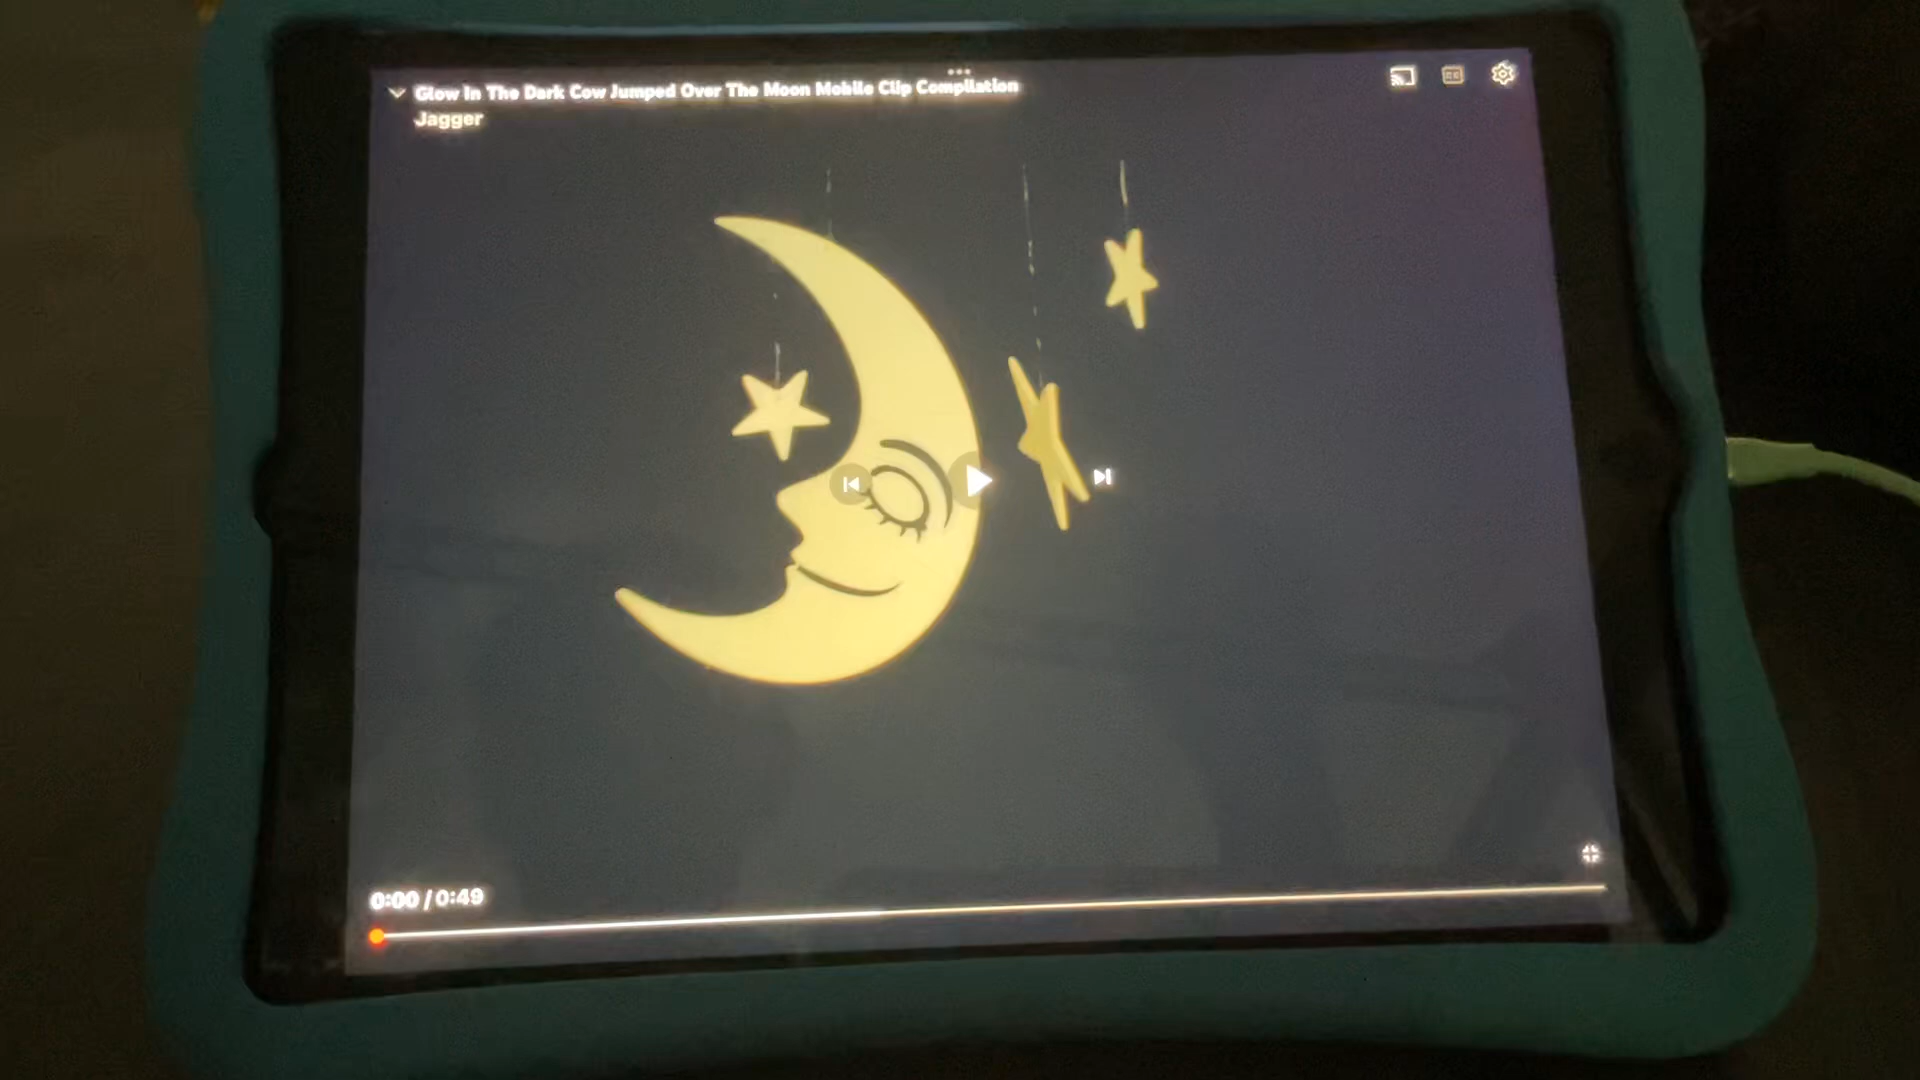 Glow In The Dark Cow Jumped Over The Moon Mobile Clip Compilation
Jagger
0:00 / 0:49